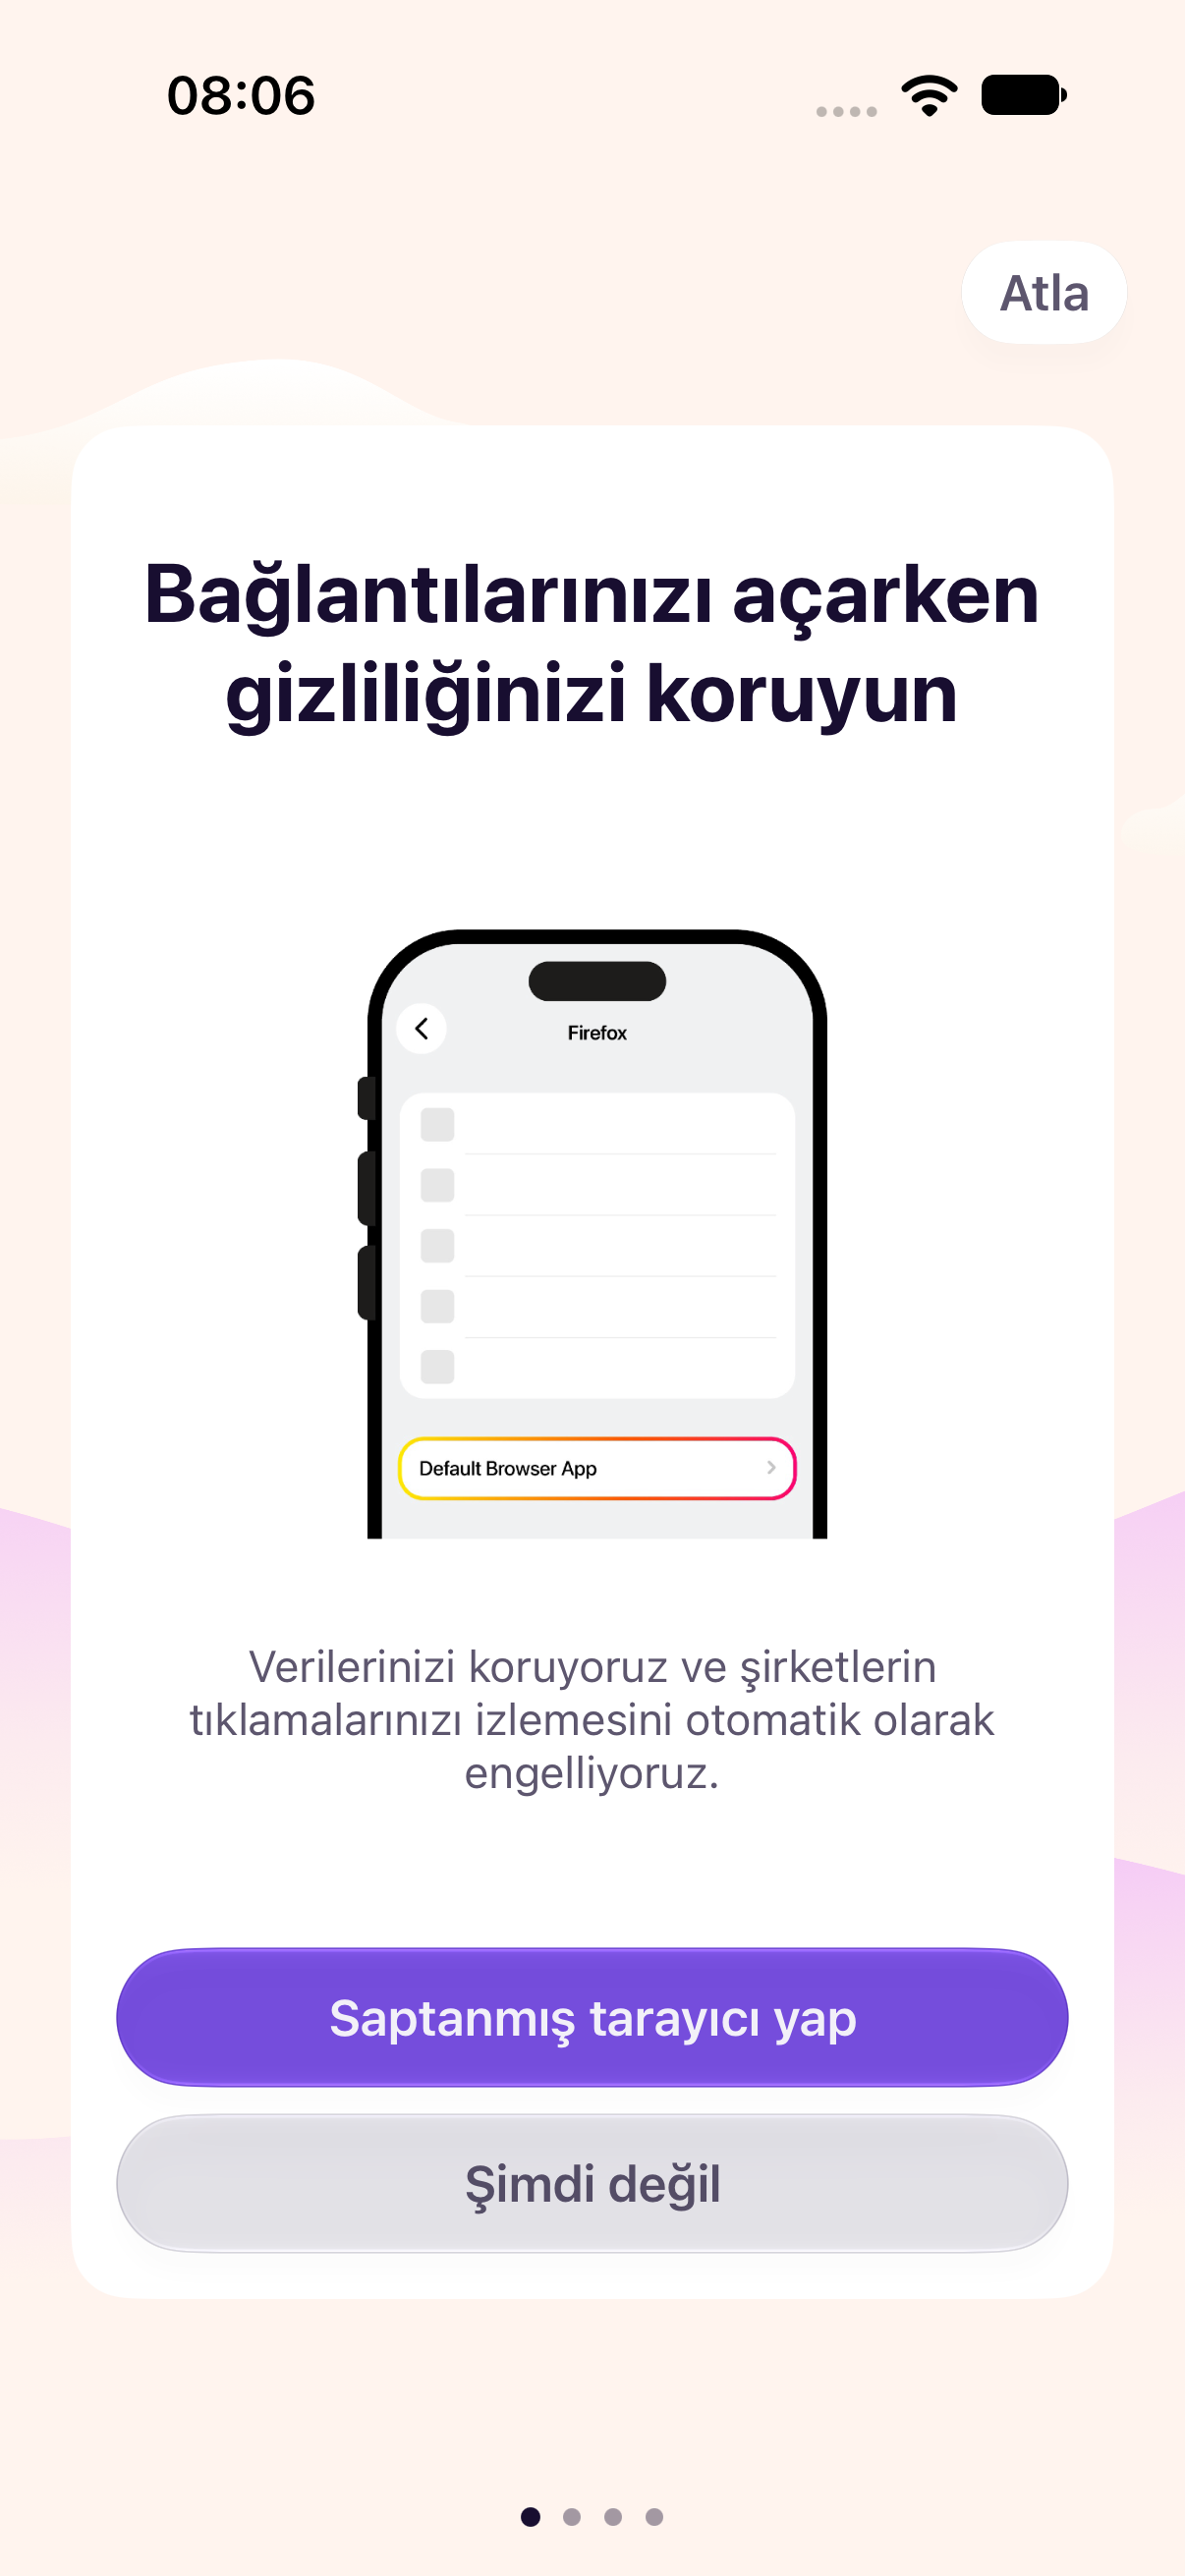 08:06
Atla
Bağlantılarınızı açarken
gizliliğinizi koruyun
Firefox
Default Browser App
Verilerinizi koruyoruz ve şirketlerin
tıklamalarınızı izlemesini otomatik olarak
engelliyoruz.
Saptanmış tarayıcı yap
Şimdi değil